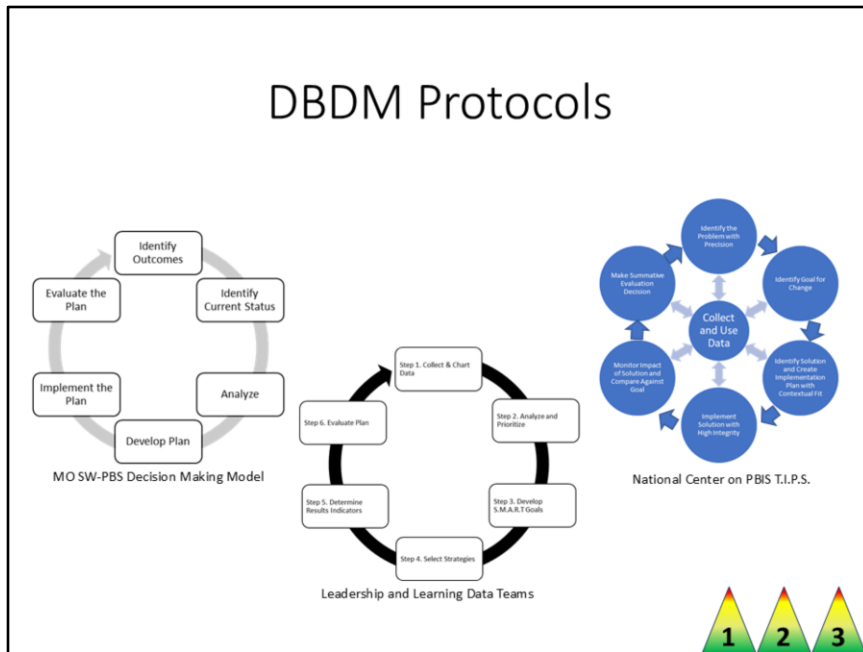 DBDM Protocols
Identify
Outcomes
Identify
Current Status
Analyze
Develop Plan
Implement the
Plan
Evaluate the
Plan
MO SW-PBS Decision Making Model
Step 1. Collect & Chart
Data
Step 2. Analyze and
Prioritize
Step 3. Develop
S.M.A.R.T Goals
Step 4. Select Strategies
Step 5. Determine
Results Indicators
Step 6. Evaluate Plan
Leadership and Learning Data Teams
Identify the
Problem with
Precision
Identify Goal for
Change
Identify Solution
and Create
Implementation
Plan with
Contextual Fit
Implement
Solution with
High Integrity
Monitor Impact
of Solution and
Compare Against
Goal
Make Summative
Evaluation
Decision
Collect
and Use
Data
National Center on PBIS T.I.P.S.
1
2
3